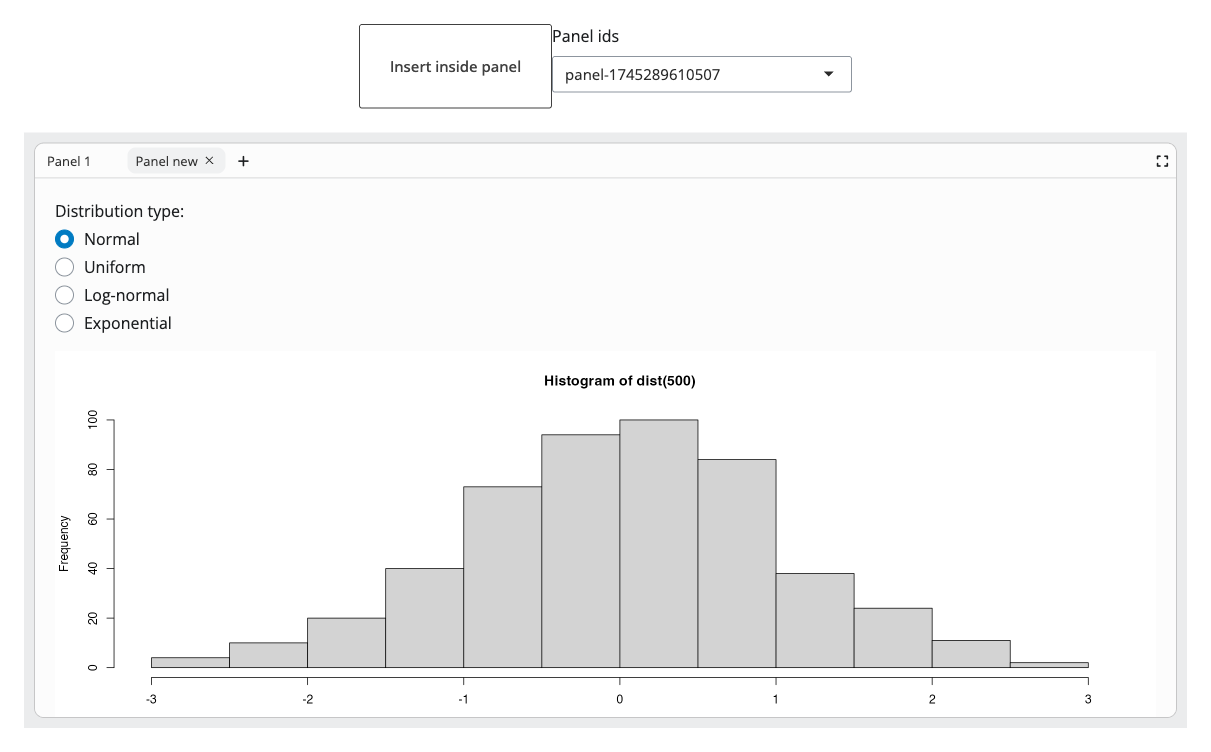 Insert inside panel
Panel ids
panel-1745289610507
Panel 1
Panel new
Distribution type:
Normal
Uniform
Log-normal
Exponential
Histogram of dist(500)
Frequency
100
80
60
40
20
0
-3 -2 -1 0 1 2 3